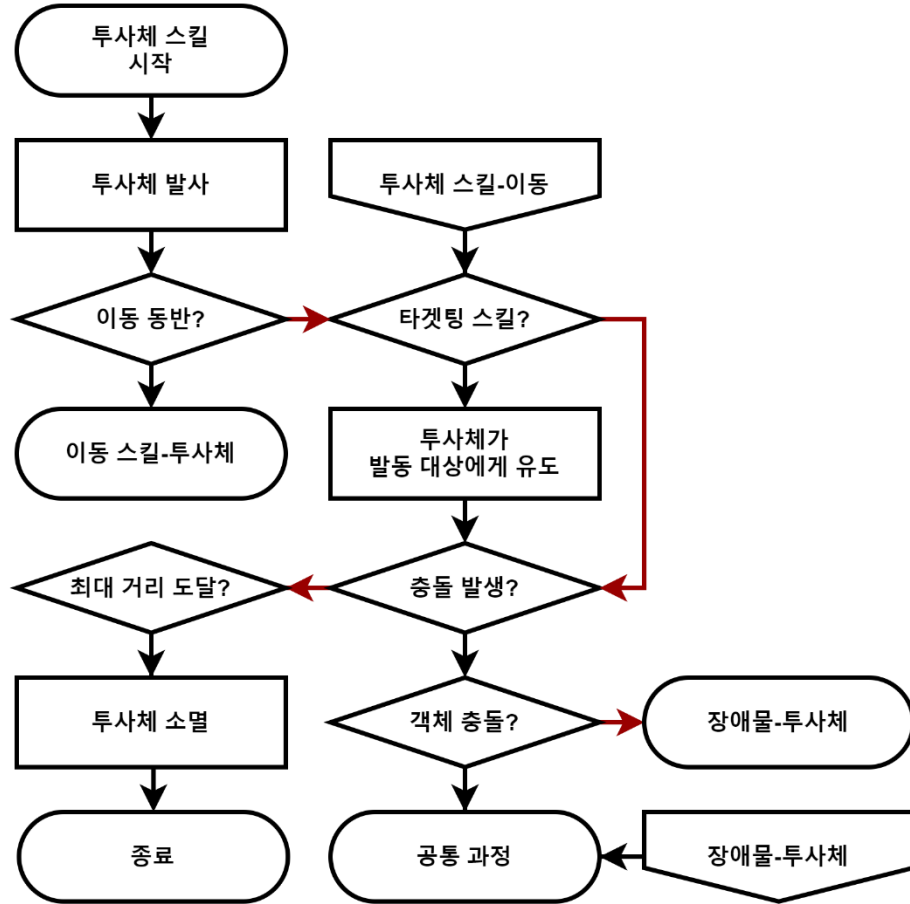 투사체 스킬
시작
투사체 발사
투사체 스킬-이동
이동 동반?
타겟팅 스킬?
이동 스킬-투사체
투사체가
발동 대상에게 유도
최대 거리 도달?
충돌 발생?
투사체 소멸
객체 충돌?
장애물-투사체
종료
공통 과정
장애물-투사체